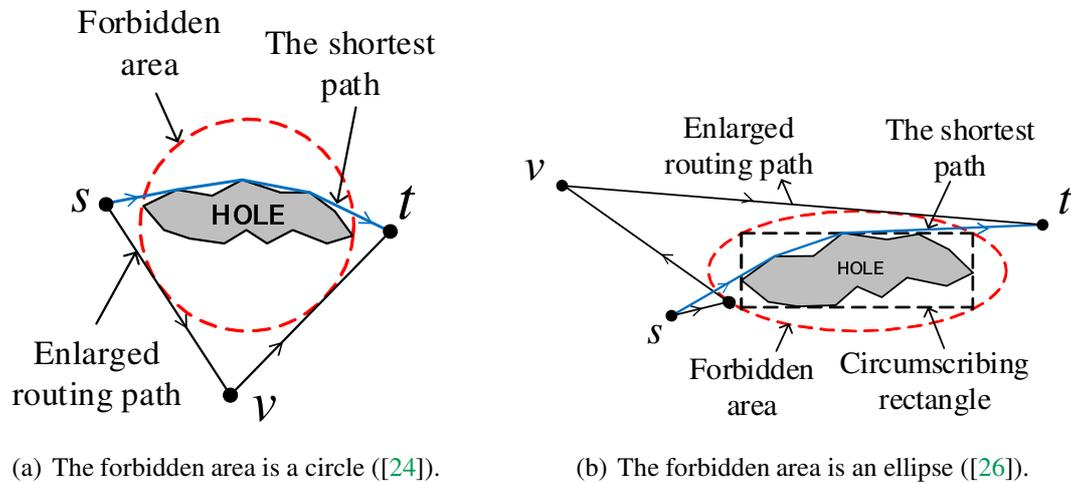 Forbidden
area
The shortest
path
s
HOLE
t
Enlarged
routing path
v
(a) The forbidden area is a circle ([24]).
Enlarged
routing path
The shortest
path
v
t
HOLE
s
Forbidden
area
Circumscribing
rectangle
(b) The forbidden area is an ellipse ([26]).